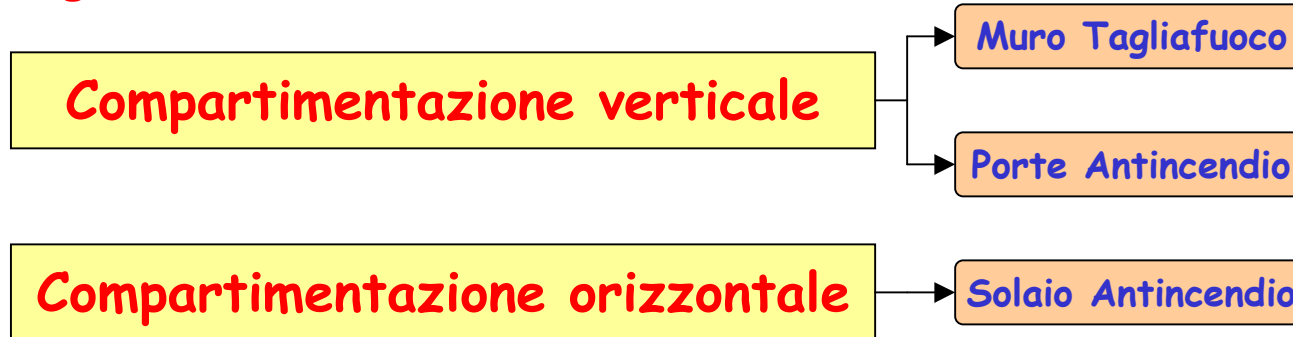 Muro Tagliafuoco
Compartimentazione verticale
Porte Antincendio
Compartimentazione orizzontale
Solaio Antincendio